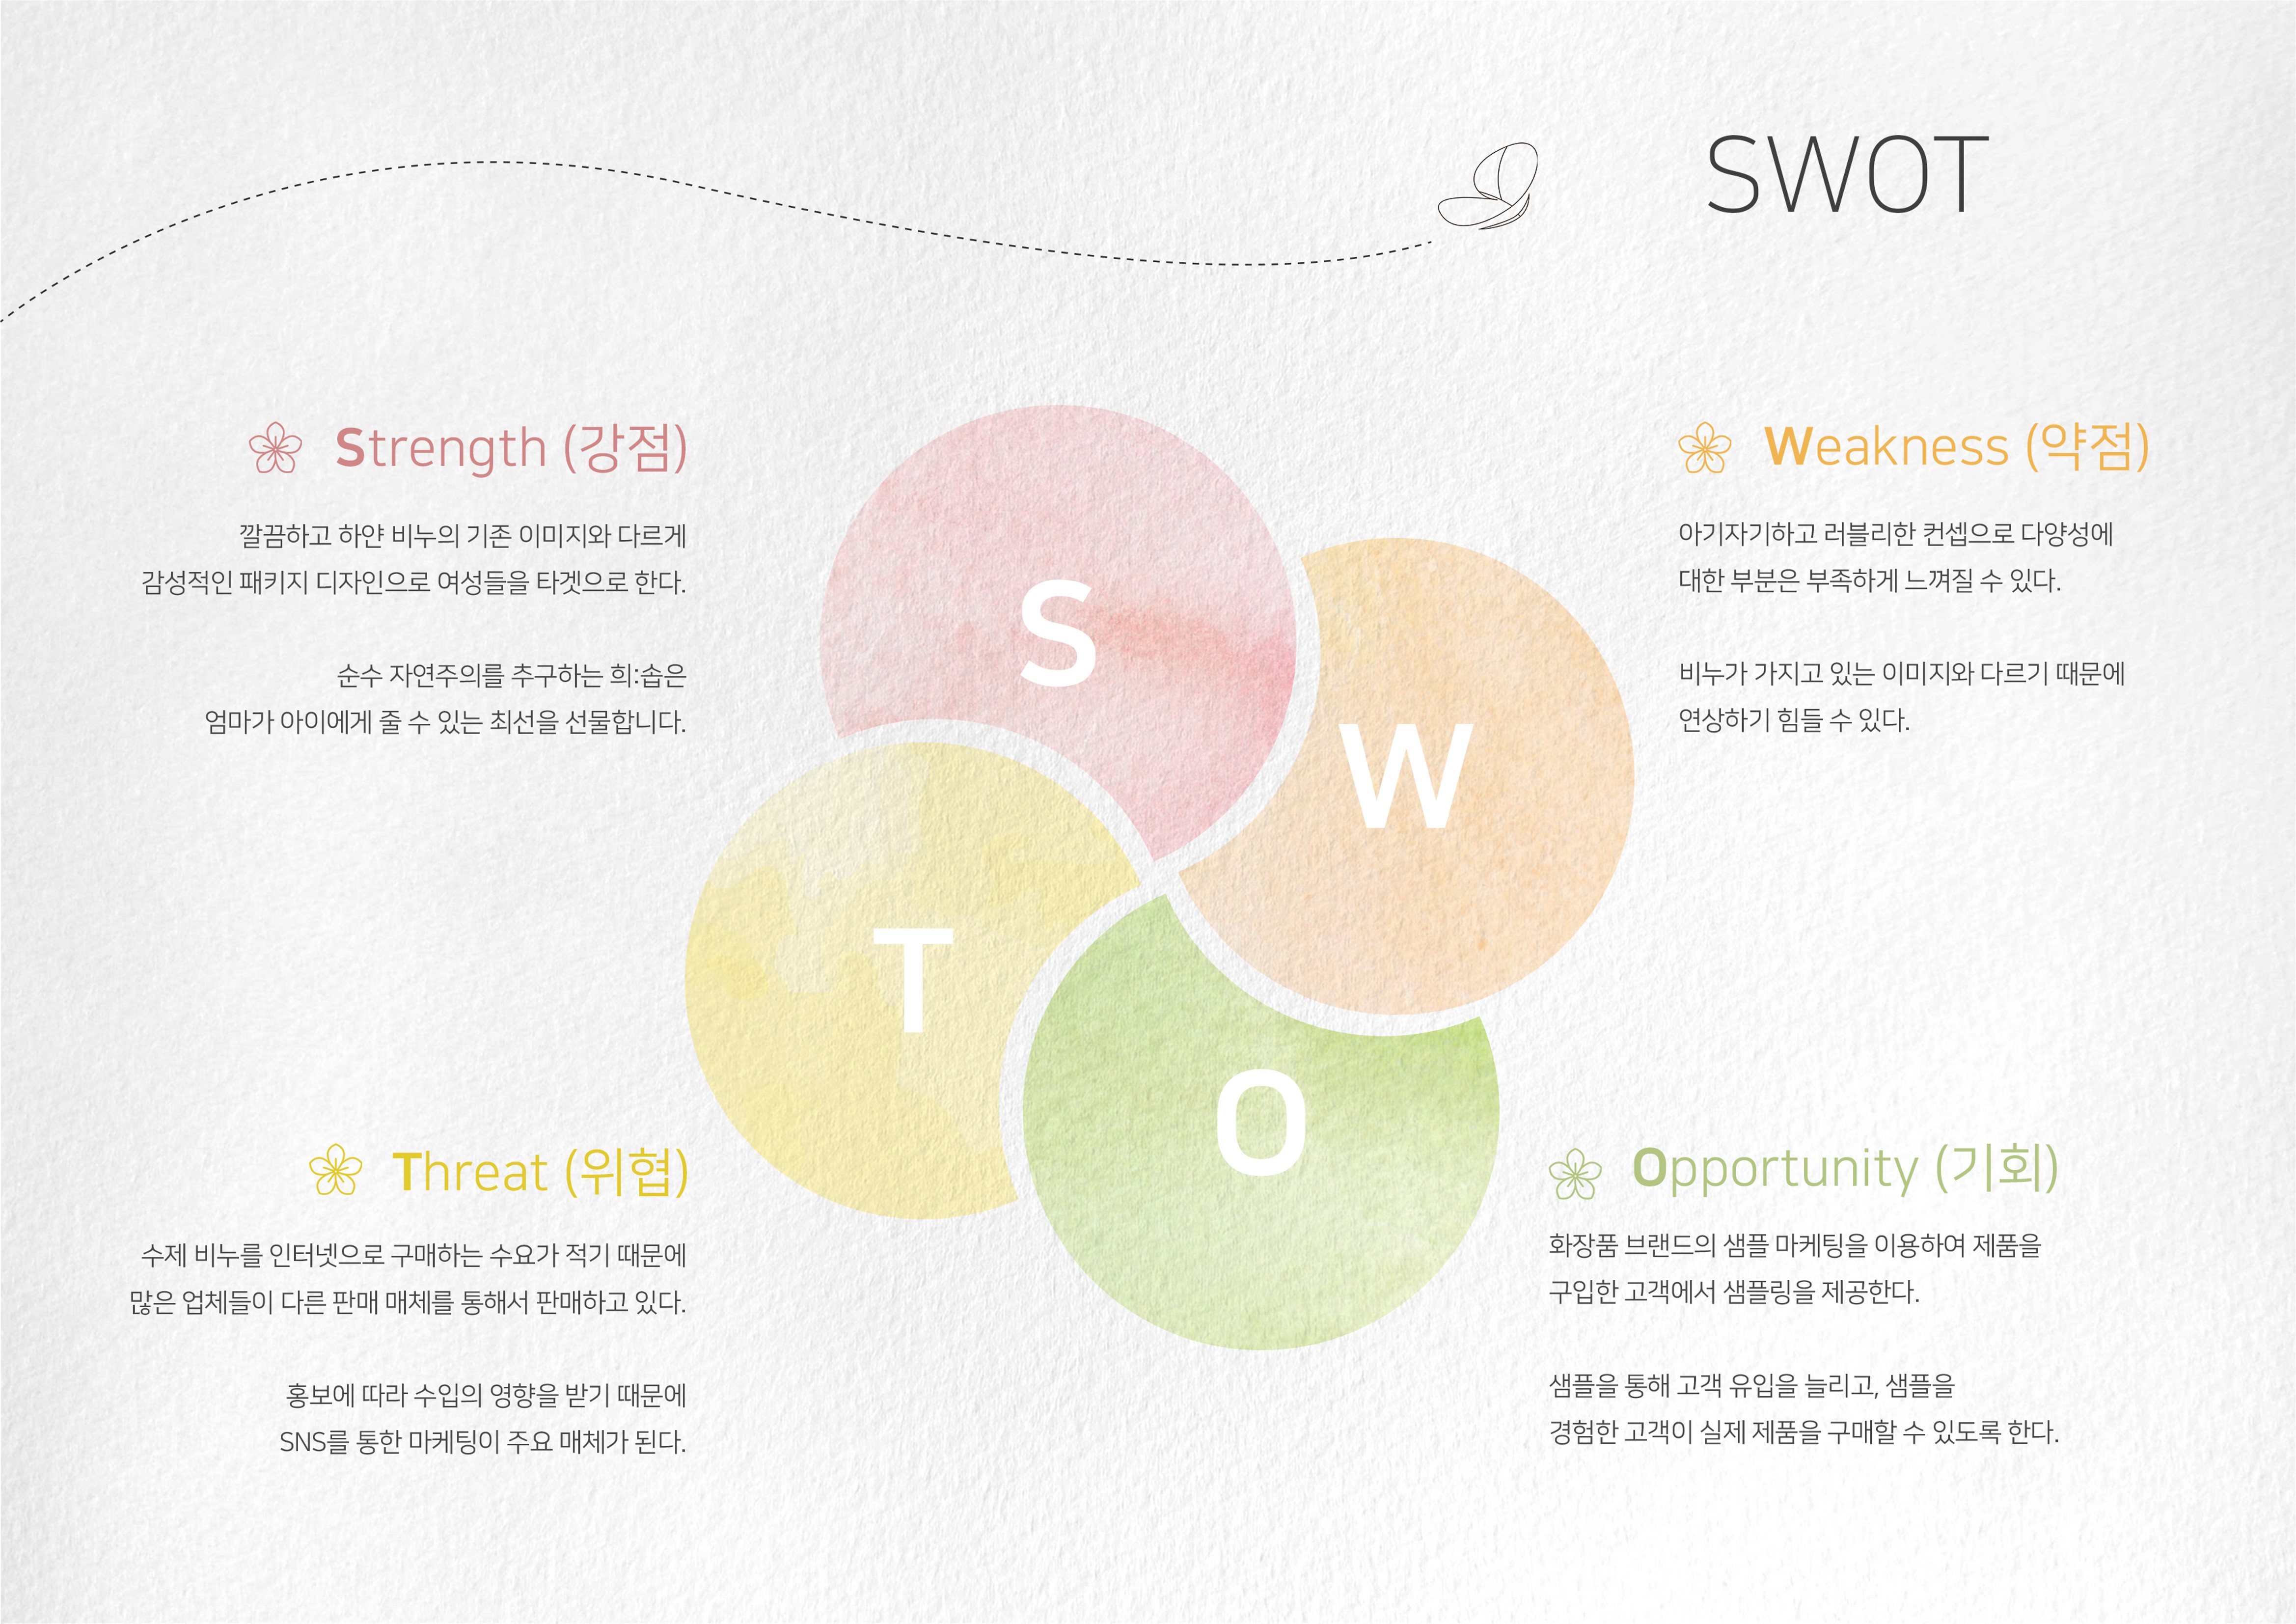 SWOT
Strength (강점)
깔끔하고 하얀 비누의 기존 이미지와 다르게
감성적인 패키지 디자인으로 여성들을 타겟으로 한다.
순수 자연주의를 추구하는 희:솝은
엄마가 아이에게 줄 수 있는 최선을 선물합니다.
Weakness (약점)
아기자기하고 러블리한 컨셉으로 다양성에
대한 부분은 부족하게 느껴질 수 있다.
비누가 가지고 있는 이미지와 다르기 때문에
연상하기 힘들 수 있다.
S
W
T
O
Threat (위협)
수제 비누를 인터넷으로 구매하는 수요가 적기 때문에
많은 업체들이 다른 판매 매체를 통해서 판매하고 있다.
홍보에 따라 수입의 영향을 받기 때문에
SNS를 통한 마케팅이 주요 매체가 된다.
Opportunity (기회)
화장품 브랜드의 샘플 마케팅을 이용하여 제품을
구입한 고객에서 샘플링을 제공한다.
샘플을 통해 고객 유입을 늘리고, 샘플을
경험한 고객이 실제 제품을 구매할 수 있도록 한다.